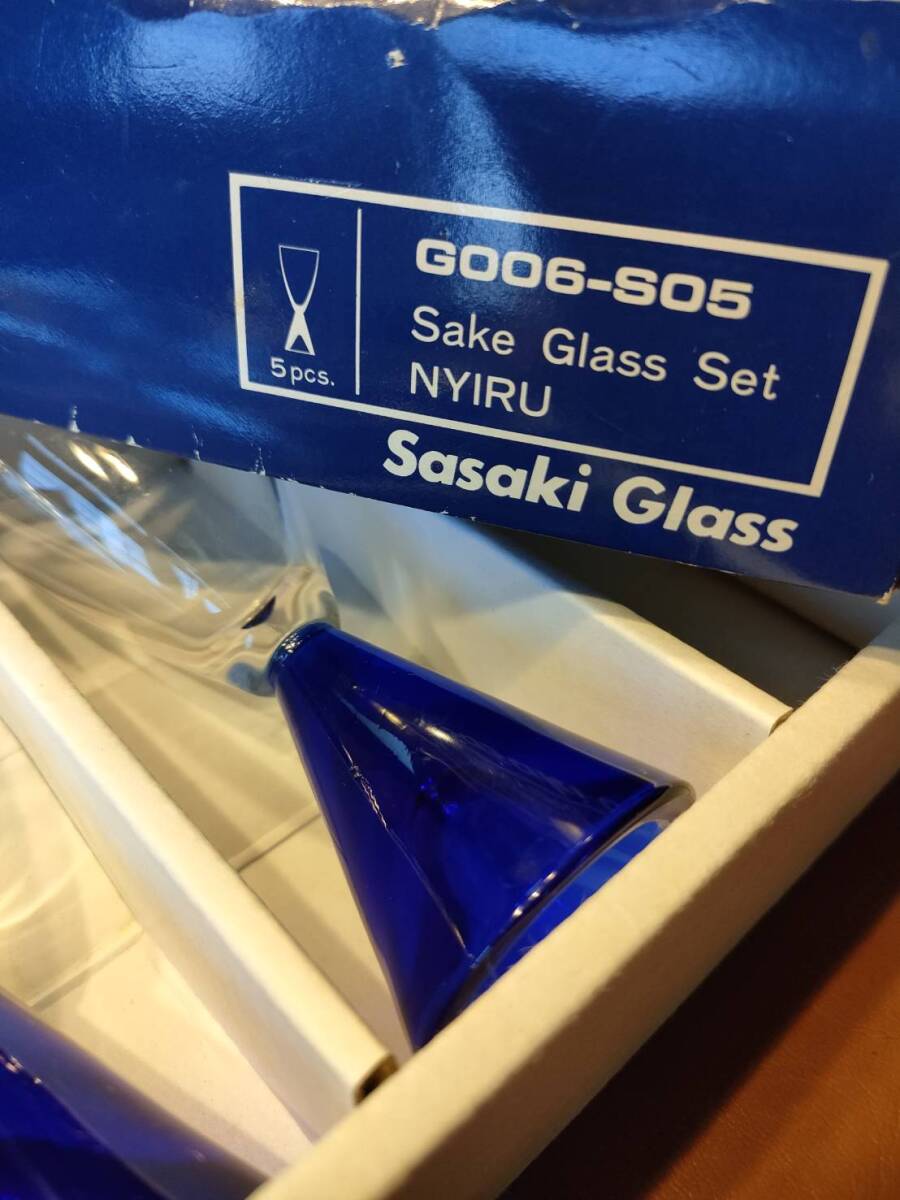 G006-S05
Sake Glass Set
NYIRU
5pcs.
Sasaki Glass